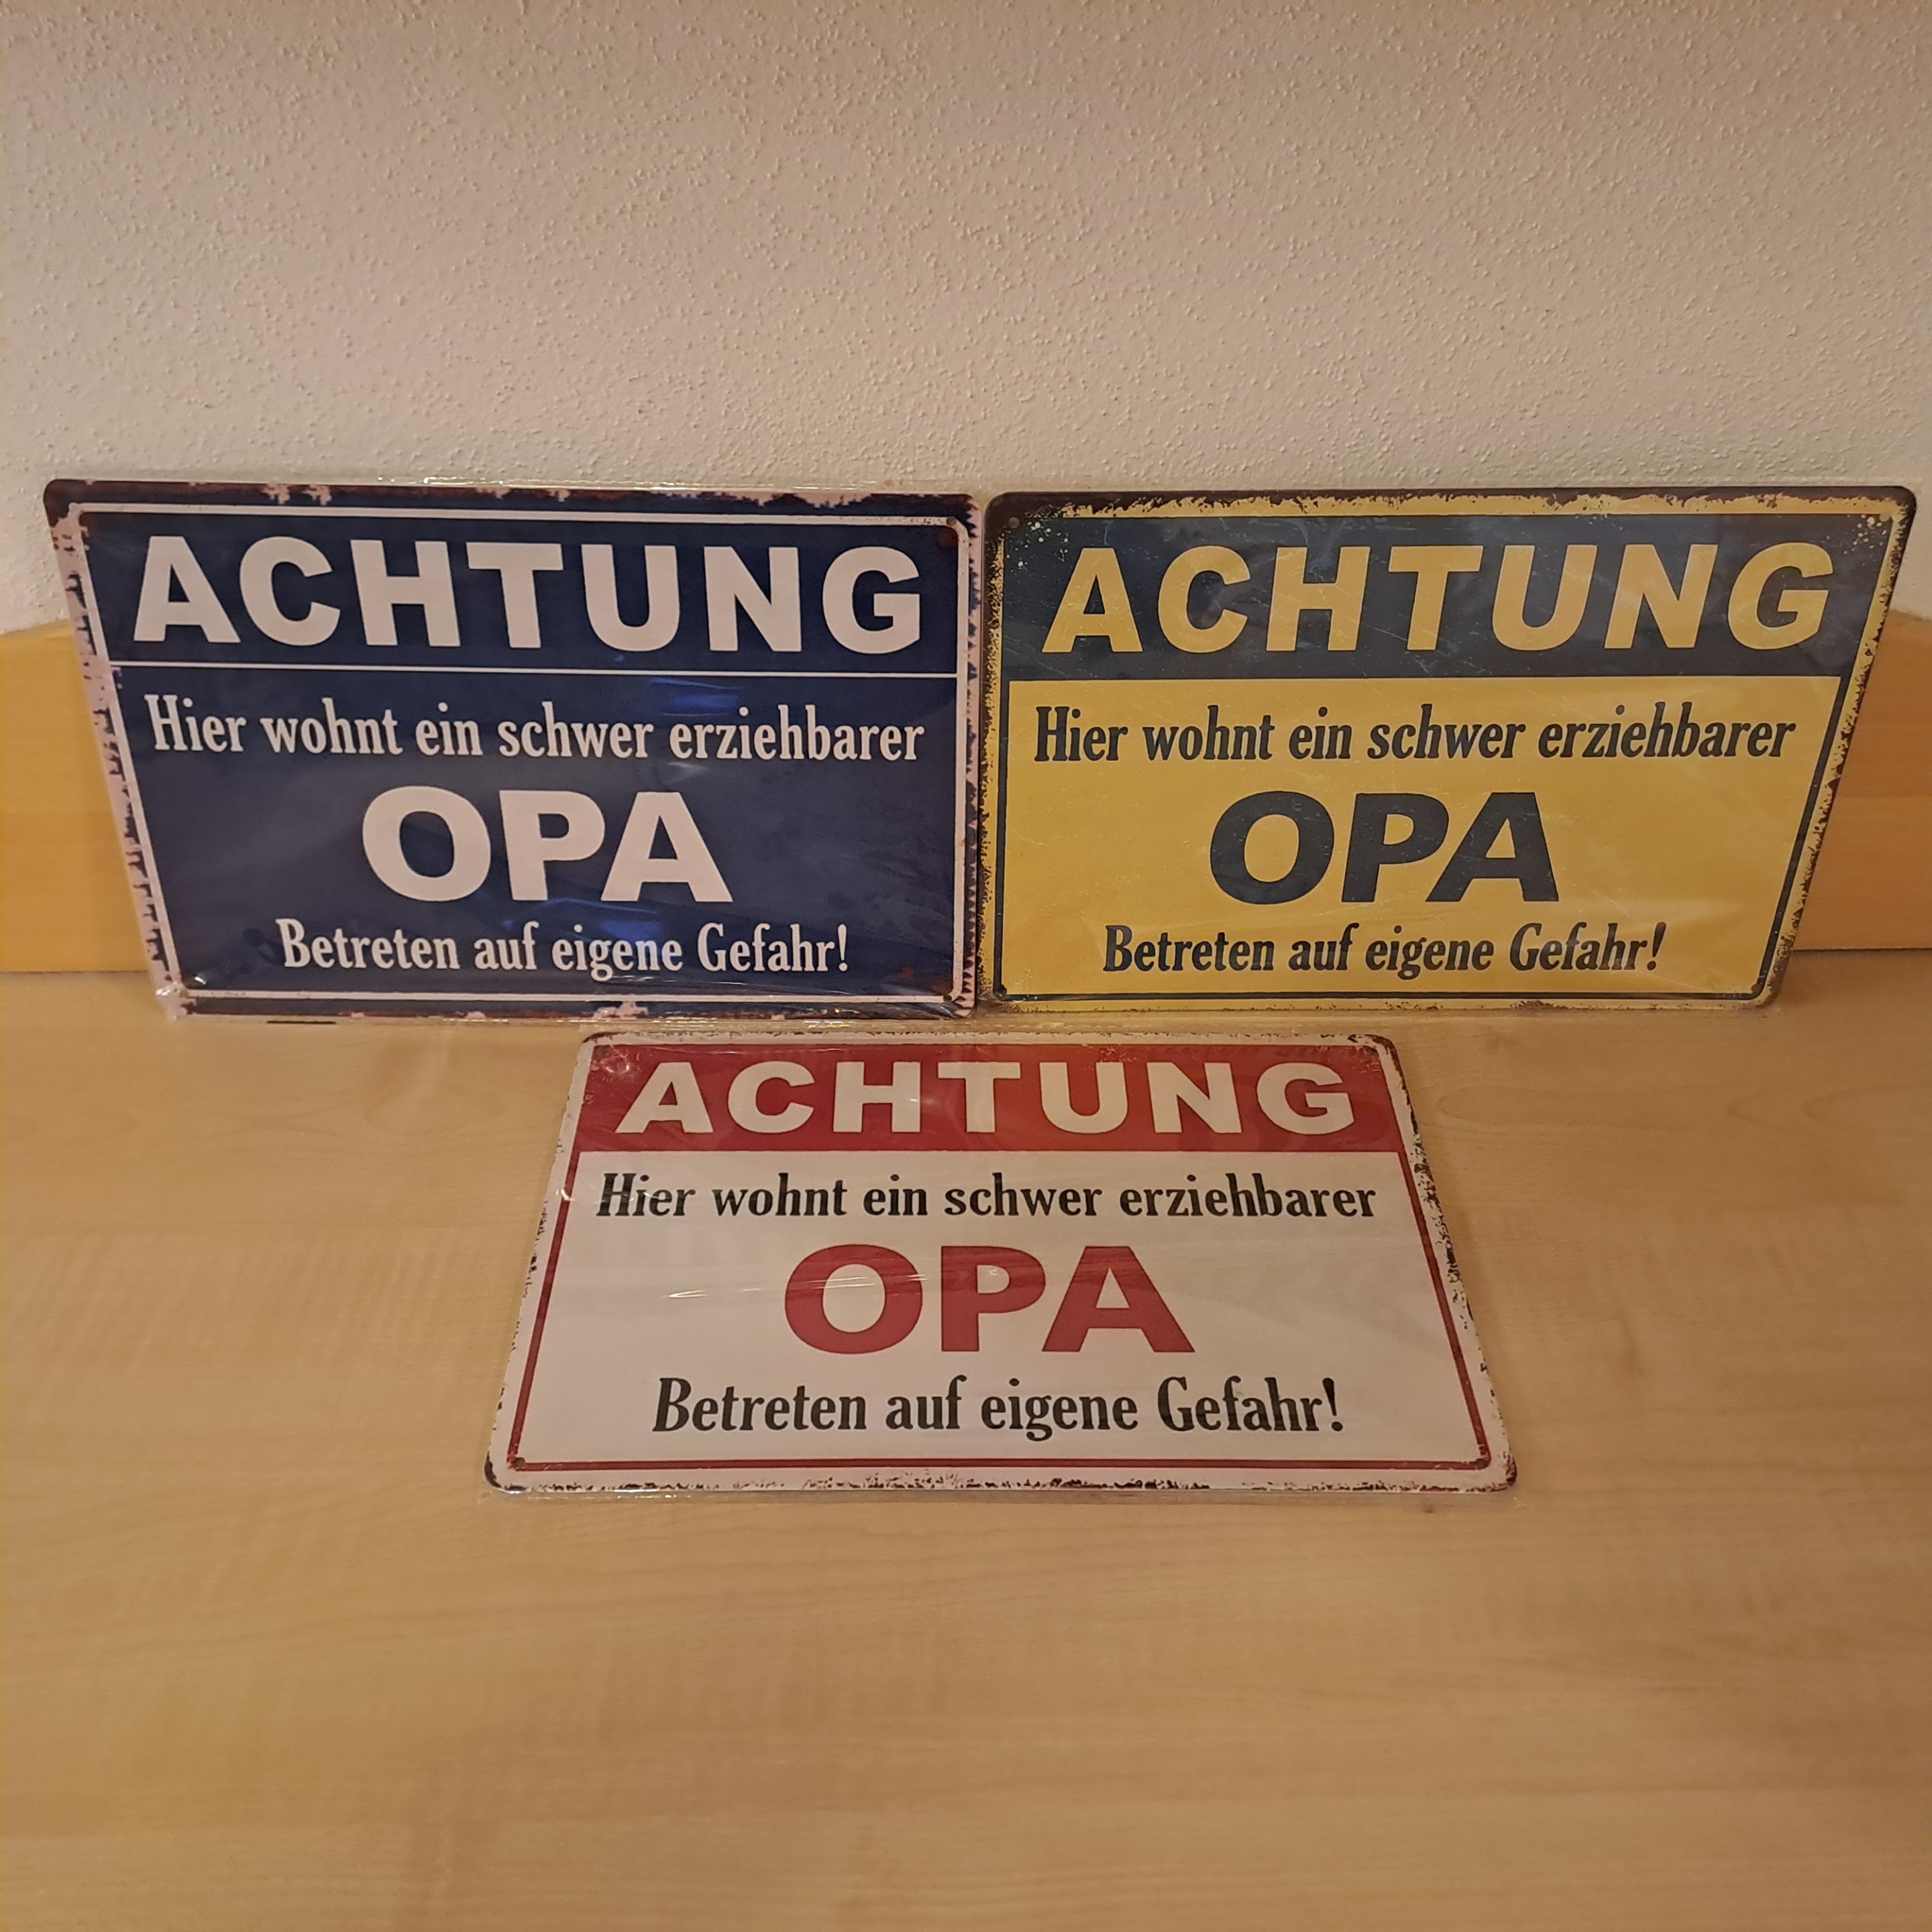 ACHTUNG
Hier wohnt ein schwer erziehbarer
OPA
Betreten auf eigene Gefahr!
ACHTUNG
Hier wohnt ein schwer erziehbarer
OPA
Betreten auf eigene Gefahr!
ACHTUNG
Hier wohnt ein schwer erziehbarer
OPA
Betreten auf eigene Gefahr!